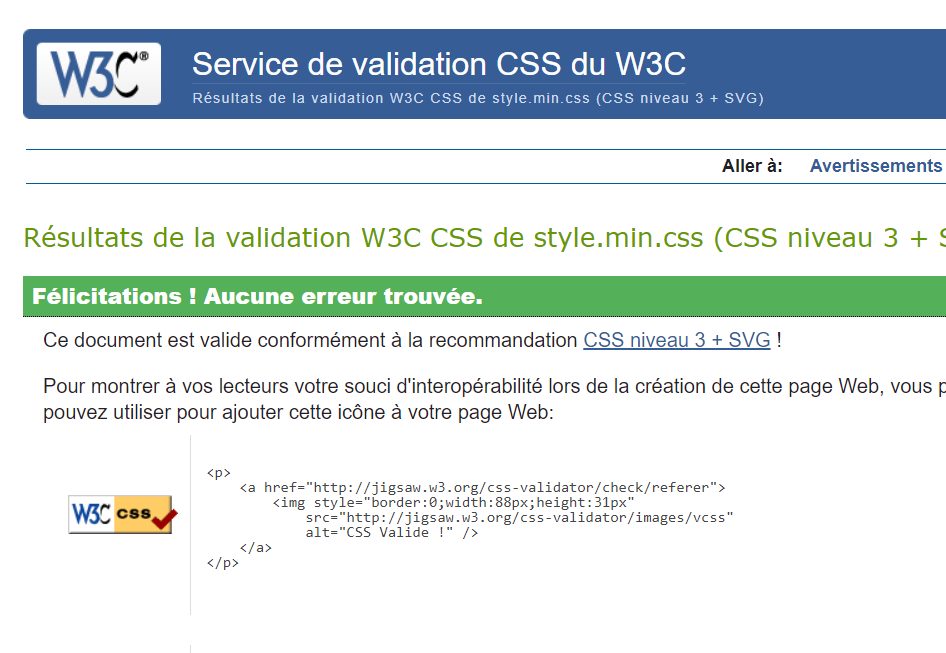 W3C®
Service de validation CSS du W3C
Résultats de la validation W3C CSS de style.min.css (CSS niveau 3 + SVG)
Aller à: Avertissements
Résultats de la validation W3C CSS de style.min.css (CSS niveau 3 +
Félicitations ! Aucune erreur trouvée.
Ce document est valide conformément à la recommandation CSS niveau 3 + SVG !
Pour montrer à vos lecteurs votre souci d'interopérabilité lors de la création de cette page Web, vous
pouvez utiliser pour ajouter cette icône à votre page Web:
W3C css
<p>
<a href="http://jigsaw.w3.org/css-validator/check/referer">
<img style="border:0;width:88px;height:31px"
src="http://jigsaw.w3.org/css-validator/images/vcss"
alt="CSS Valide !" />
</a>
</p>